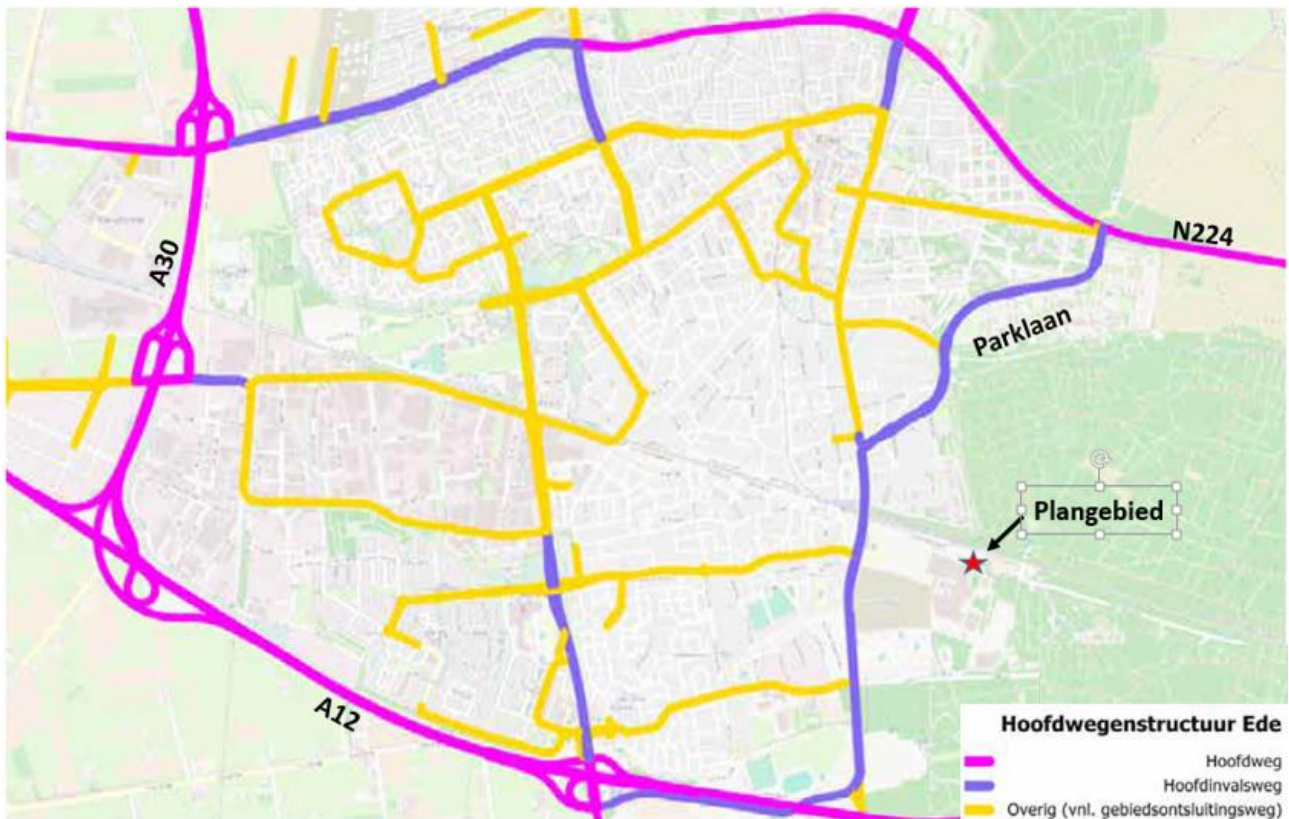 N224
A30
Parklaan
Plangebied
A12
Hoofdwegenstructuur Ede
Hoofdweg
Hoofdinvalsweg
Overig (vnl. gebiedsontsluitingsweg)